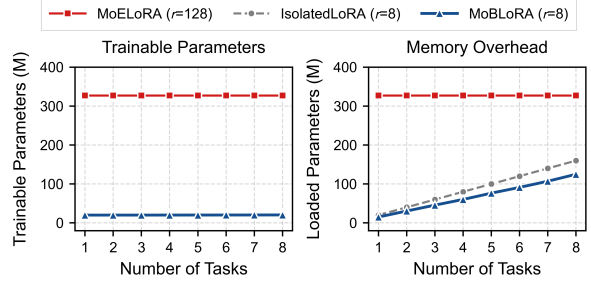 MoELoRA (r=128) IsolatedLoRA (r=8) MoBLoRA (r=8)
Trainable Parameters
Trainable Parameters (M)
400
300
200
100
0
1 2 3 4 5 6 7 8
Number of Tasks
Memory Overhead
Loaded Parameters (M)
400
300
200
100
0
1 2 3 4 5 6 7 8
Number of Tasks